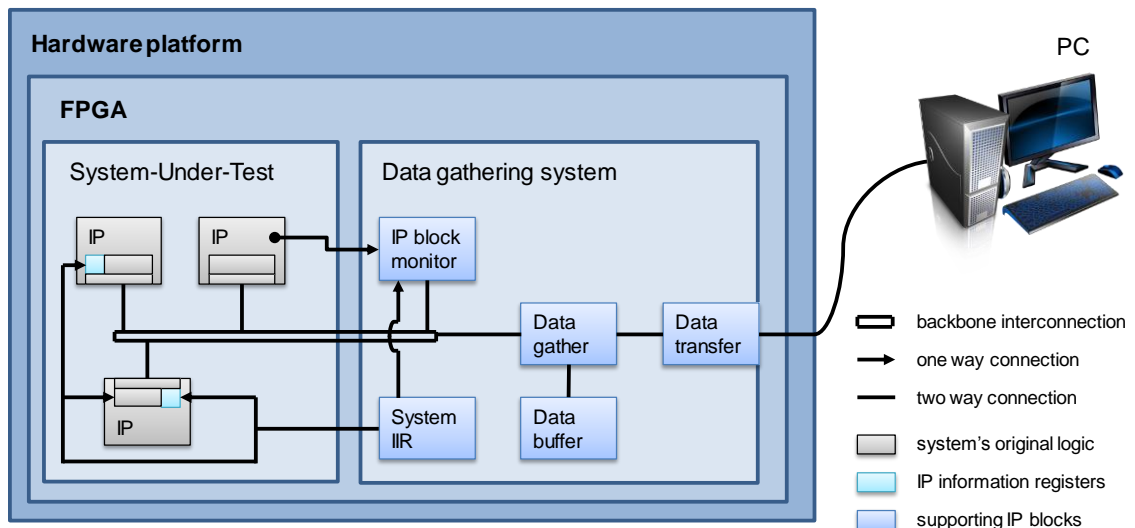 Hardware platform
PC
FPGA
System-Under-Test
Data gathering system
IP
IP
IP block
monitor
Data
gather
Data
transfer
IP
System
IIR
Data
buffer
backbone interconnection
one way connection
two way connection
system's original logic
IP information registers
supporting IP blocks